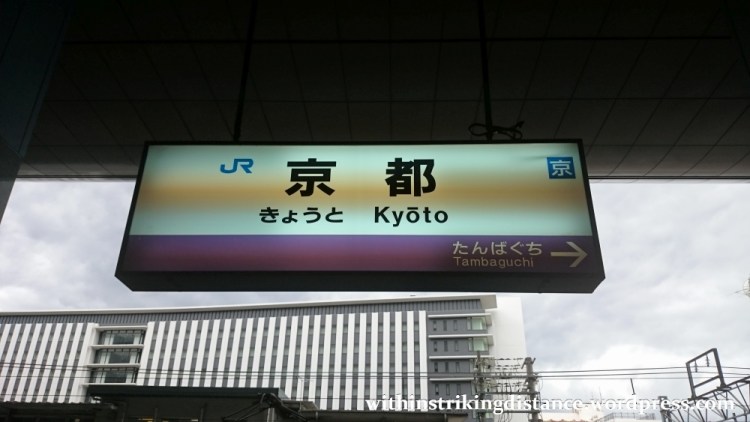 JR 京都 京
きょうと Kyōto
たんばぐち
Tambaguchi
withinstrikingdistance.wordpress.com